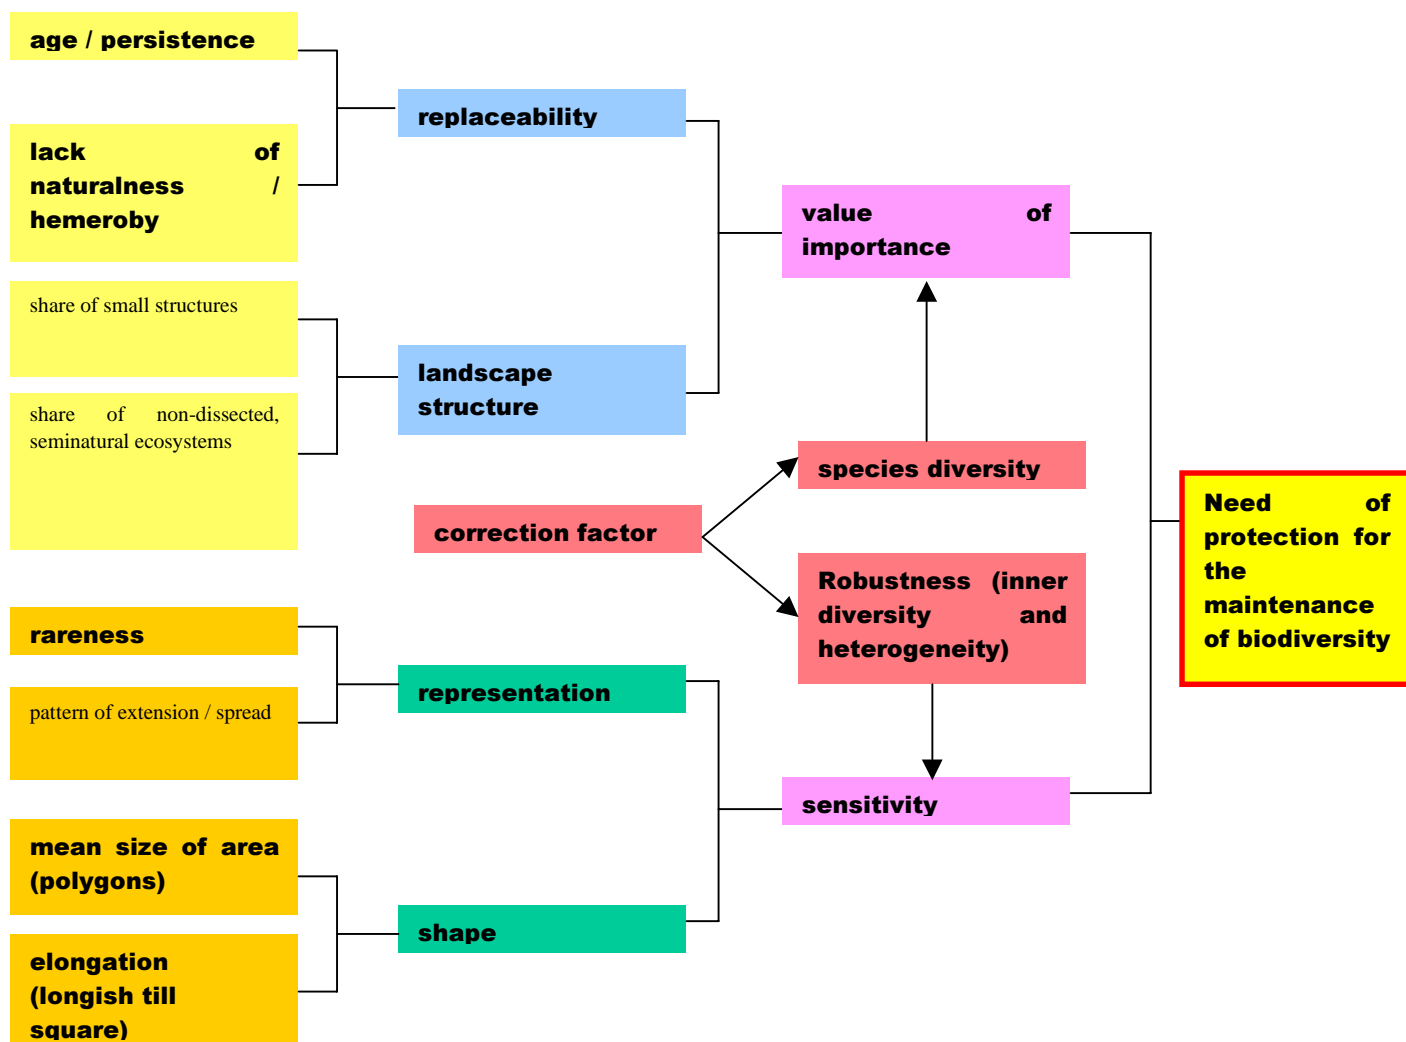 age / persistence
lack of
naturalness /
hemeroby
share of small structures
share of non-dissected,
seminatural ecosystems
rareness
pattern of extension / spread
mean size of area
(polygons)
elongation
(longish till
square)
replaceability
landscape
structure
correction factor
representation
shape
value of
importance
species diversity
Robustness (inner
diversity and
heterogeneity)
sensitivity
Need of
protection for
the
maintenance
of biodiversity